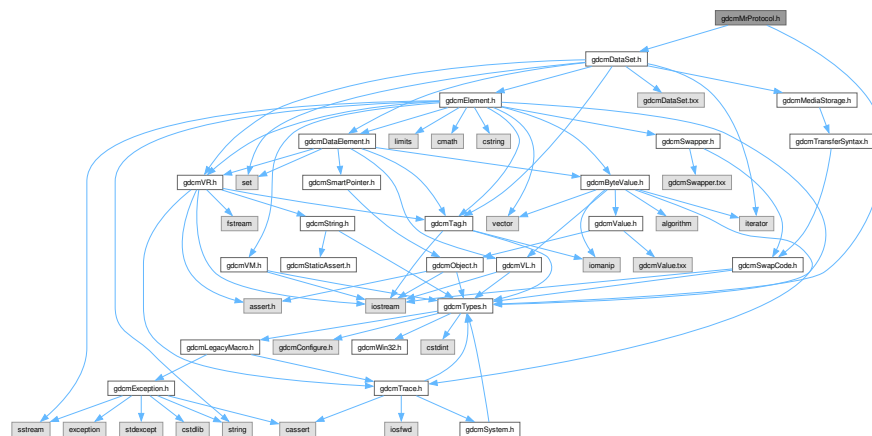 gdcmMrProtocol.h
gdcmDataSet.h
gdcmElement.h
gdcmDataSet.txx
gdcmMediaStorage.h
gdcmDataElement.h
limits
cmath
cstring
gdcmSwapper.h
gdcmTransferSyntax.h
gdcmVR.h
set
gdcmSmartPointer.h
gdcmByteValue.h
gdcmSwapper.txx
fstream
gdcmString.h
gdcmTag.h
vector
gdcmValue.h
algorithm
iterator
gdcmVM.h
gdcmStaticAssert.h
gdcmObject.h
gdcmVL.h
iomanip
gdcmValue.txx
gdcmSwapCode.h
assert.h
iostream
gdcmTypes.h
gdcmLegacyMacro.h
gdcmConfigure.h
gdcmWin32.h
cstdint
gdcmException.h
gdcmTrace.h
sstream
exception
stdexcept
cstdlib
string
cassert
iosfwd
gdcmSystem.h